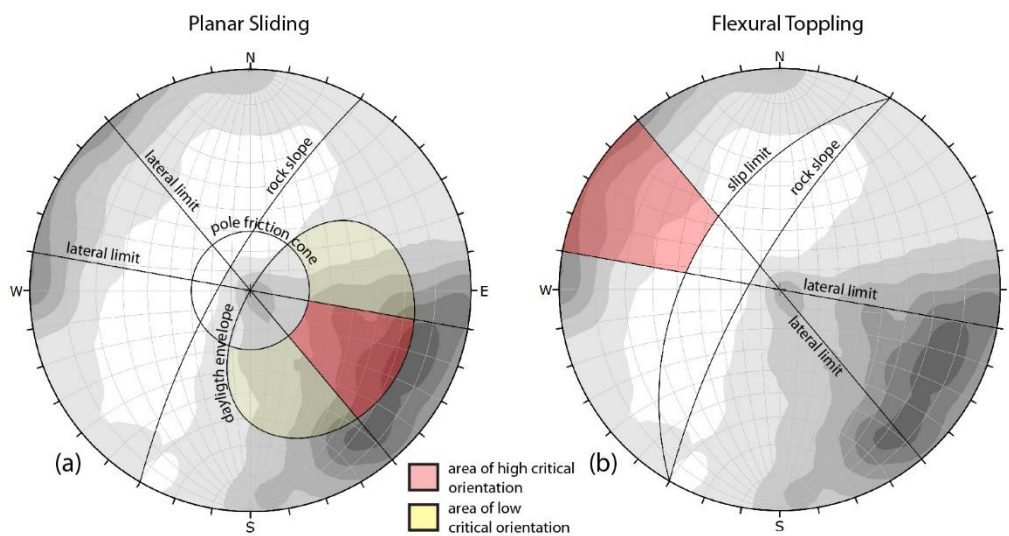 Planar Sliding
N
lateral limit
rock slope
pole friction cone
lateral limit
W
E
dayligth envelope
(a)
S
area of high critical
orientation
area of low
critical orientation
Flexural Toppling
N
slip limit
rock slope
W
lateral limit
E
lateral limit
(b)
S